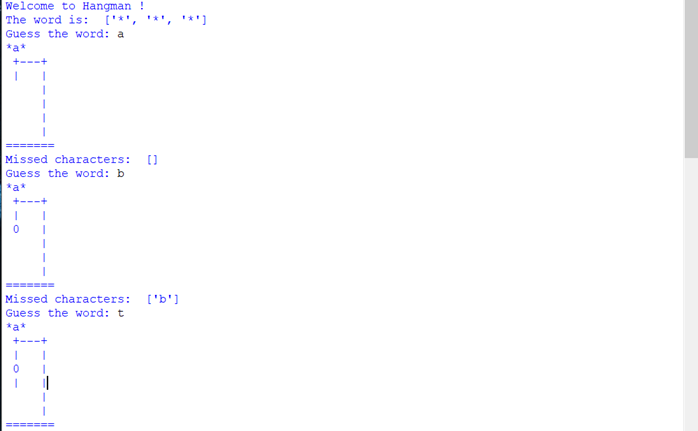 Welcome to Hangman !
The word is:  ['*', '*', '*']
Guess the word: a
*a*
 +---+
 |   |
     |
     |
     |
     |
=======
Missed characters:  []
Guess the word: b
*a*
 +---+
 |   |
 0   |
     |
     |
     |
=======
Missed characters:  ['b']
Guess the word: t
*a*
 +---+
 |   |
 0   |
 |   |
     |
     |
=======